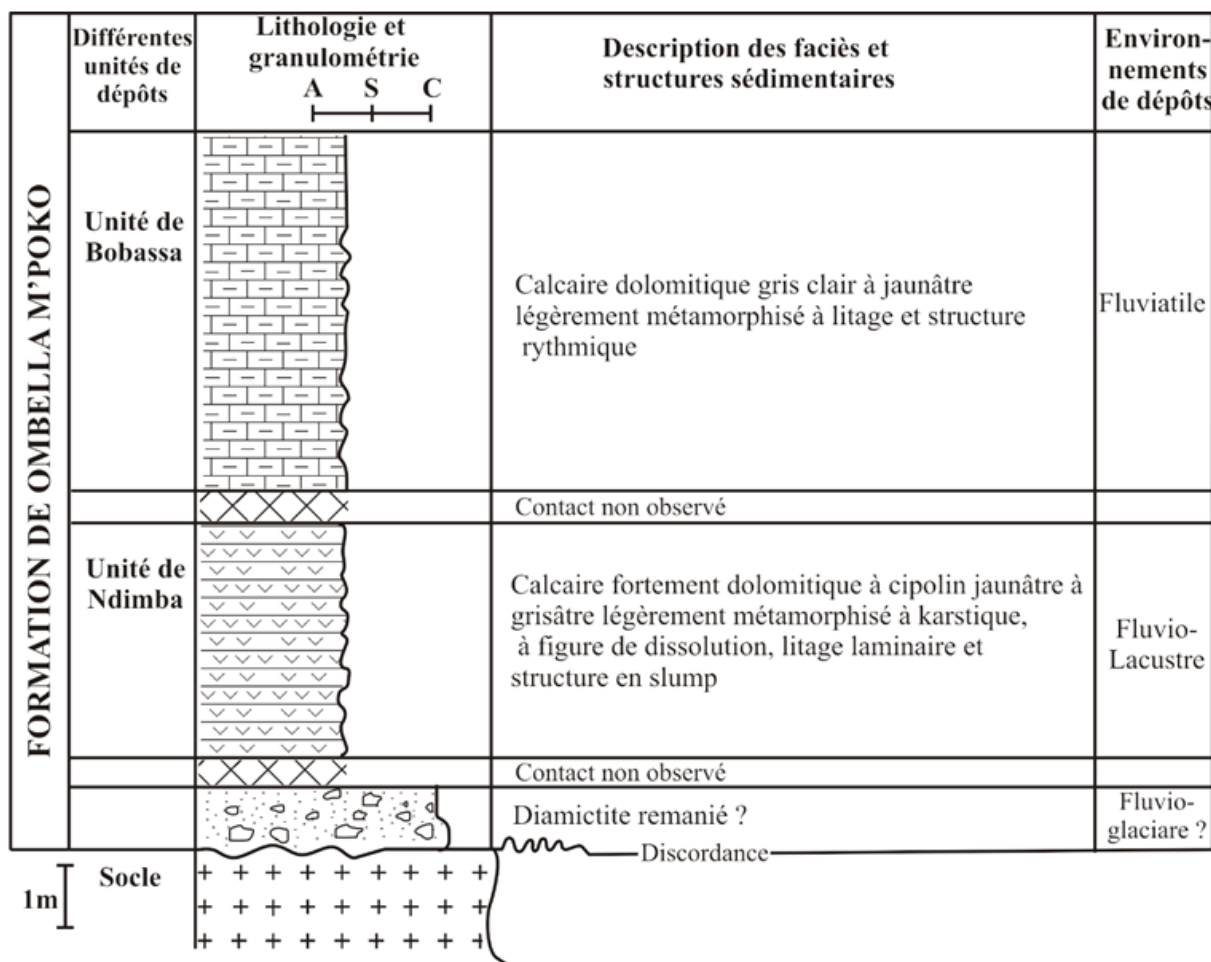 Différentes
unités de
dépôts
Lithologie et
granulométrie
A S C
Description des faciès et
structures sédimentaires
Environ-
nements
de dépôts
FORMATION DE OMBELLA M'POKO
Unité de
Bobassa
Calcaire dolomitique gris clair à jaunâtre
légèrement métamorphisé à litage et structure
rythmique
Fluviatile
Contact non observé
Unité de
Ndimba
Calcaire fortement dolomitique à cipolin jaunâtre à
grisâtre légèrement métamorphisé à karstique,
à figure de dissolution, litage laminaire et
structure en slump
Fluvio-
Lacustre
Contact non observé
Diamictite remanié ?
Fluvio-
glaciare ?
Discordance
Socle
1m